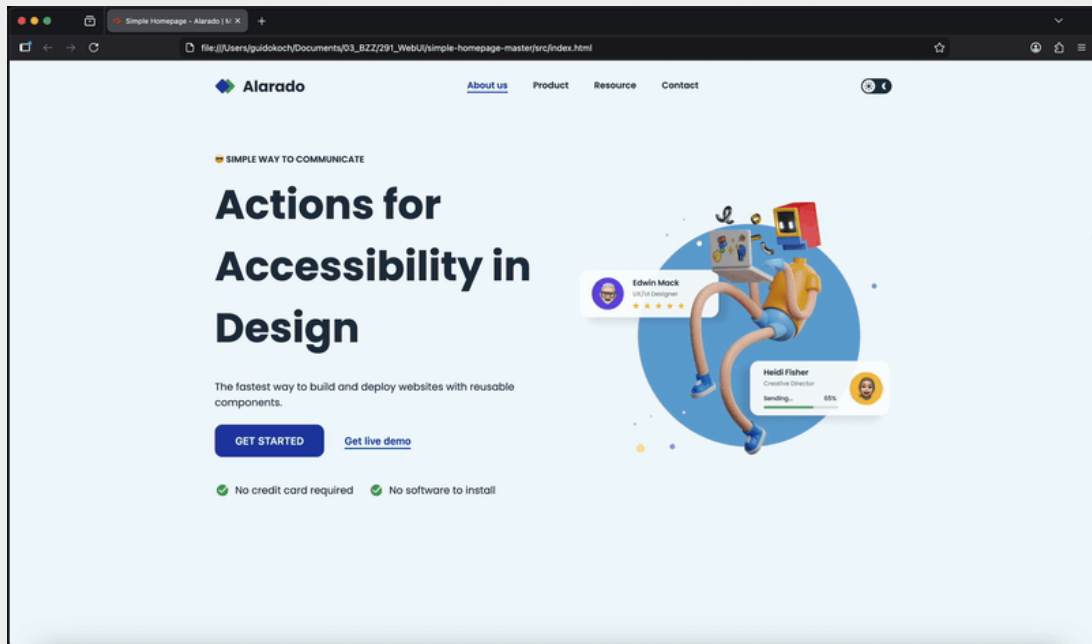 Simple Homepage - Alarado | M
file:///Users/guidokoch/Documents/03_BZZ/291_WebUI/simple-homepage-master/src/index.html
Alarado
About us
Product
Resource
Contact
😎 SIMPLE WAY TO COMMUNICATE
Actions for
Accessibility in
Design
The fastest way to build and deploy websites with reusable
components.
GET STARTED
Get live demo
No credit card required
No software to install
Edwin Mack
UX/UI Designer
Heidi Fisher
Creative Director
Sending... 65%